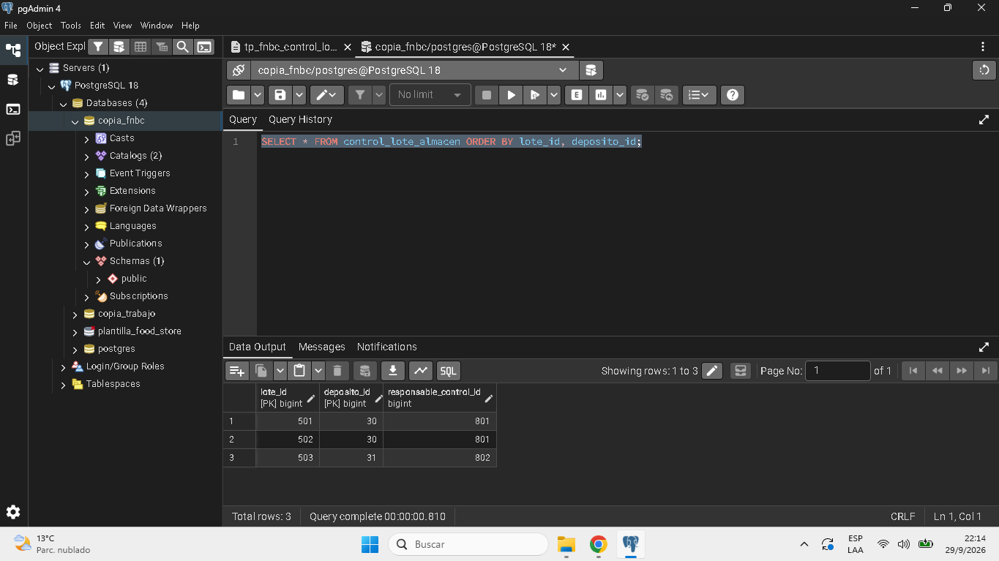 pgAdmin 4
File Object Tools Edit View Window Help
Object Expl
tp_fnbc_control_lo...
copia_fnbc/postgres@PostgreSQL 18*
Servers (1)
PostgreSQL 18
Databases (4)
copia_fnbc
Casts
Catalogs (2)
Event Triggers
Extensions
Foreign Data Wrappers
Languages
Publications
Schemas (1)
public
Subscriptions
copia_trabajo
plantilla_food_store
postgres
Login/Group Roles
Tablespaces
copia_fnbc/postgres@PostgreSQL 18
No limit
E
Query Query History
1 SELECT * FROM control_lote_almacen ORDER BY lote_id, deposito_id;
Data Output Messages Notifications
SQL
Showing rows: 1 to 3
Page No: 1 of 1
lote_id deposito_id responsable_control_id
[PK] bigint [PK] bigint bigint
1 501 30 801
2 502 30 801
3 503 31 802
Total rows: 3 Query complete 00:00:00.810 CRLF Ln 1, Col 1
13°C
Parc. nublado
Buscar
ESP
LAA
22:14
29/9/2026